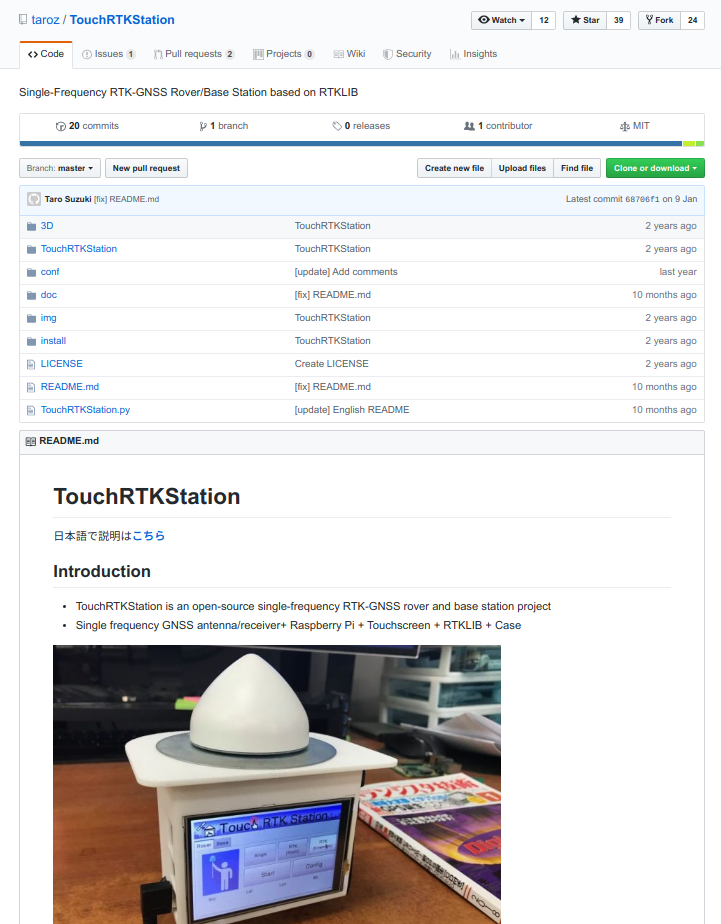 taroz / TouchRTKStation
Watch 12 Star 39 Fork 24
Code Issues 1 Pull requests 2 Projects 0 Wiki Security Insights
Single-Frequency RTK-GNSS Rover/Base Station based on RTKLIB
20 commits 1 branch 0 releases 1 contributor MIT
Branch: master New pull request Create new file Upload files Find file Clone or download
Taro Suzuki [fix] README.md Latest commit 68706f1 on 9 Jan
3D TouchRTKStation 2 years ago
TouchRTKStation TouchRTKStation 2 years ago
conf [update] Add comments last year
doc [fix] README.md 10 months ago
img TouchRTKStation 2 years ago
install TouchRTKStation 2 years ago
LICENSE Create LICENSE 2 years ago
README.md [fix] README.md 10 months ago
TouchRTKStation.py [update] English README 10 months ago
README.md
TouchRTKStation
日本語で説明はこちら
Introduction
TouchRTKStation is an open-source single-frequency RTK-GNSS rover and base station project
Single frequency GNSS antenna/receiver+ Raspberry Pi + Touchscreen + RTKLIB + Case
Touch RTK Station
Rover Base
Single
Start Config